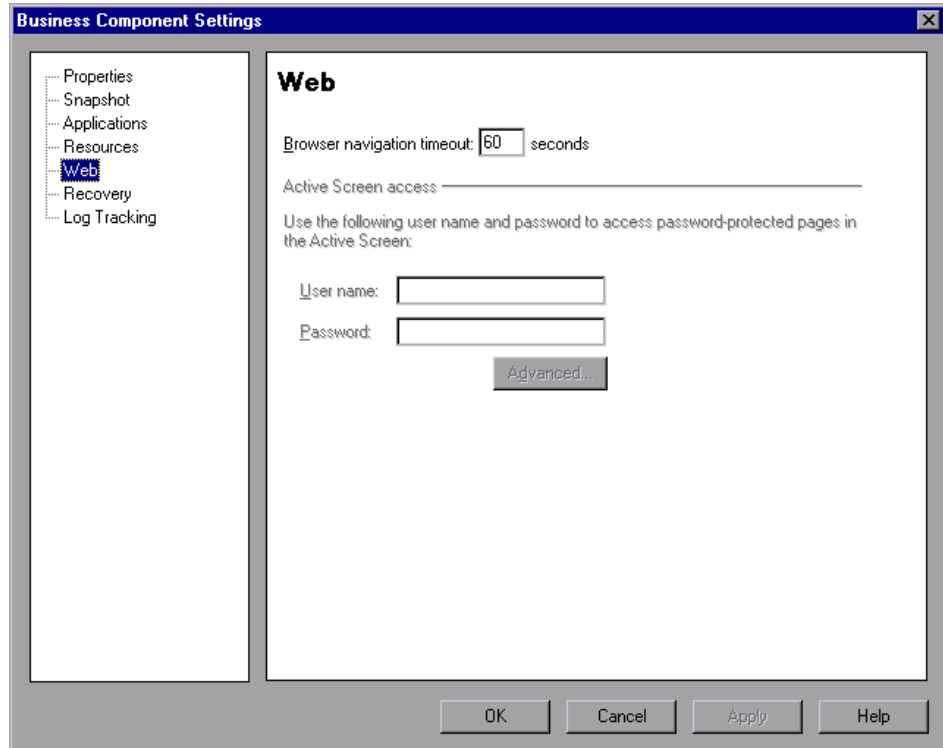 Business Component Settings
Properties
Snapshot
Applications
Resources
Web
Recovery
Log Tracking
Web
Browser navigation timeout: 60 seconds
Active Screen access
Use the following user name and password to access password-protected pages in
the Active Screen:
User name:
Password:
Advanced...
OK Cancel Apply Help